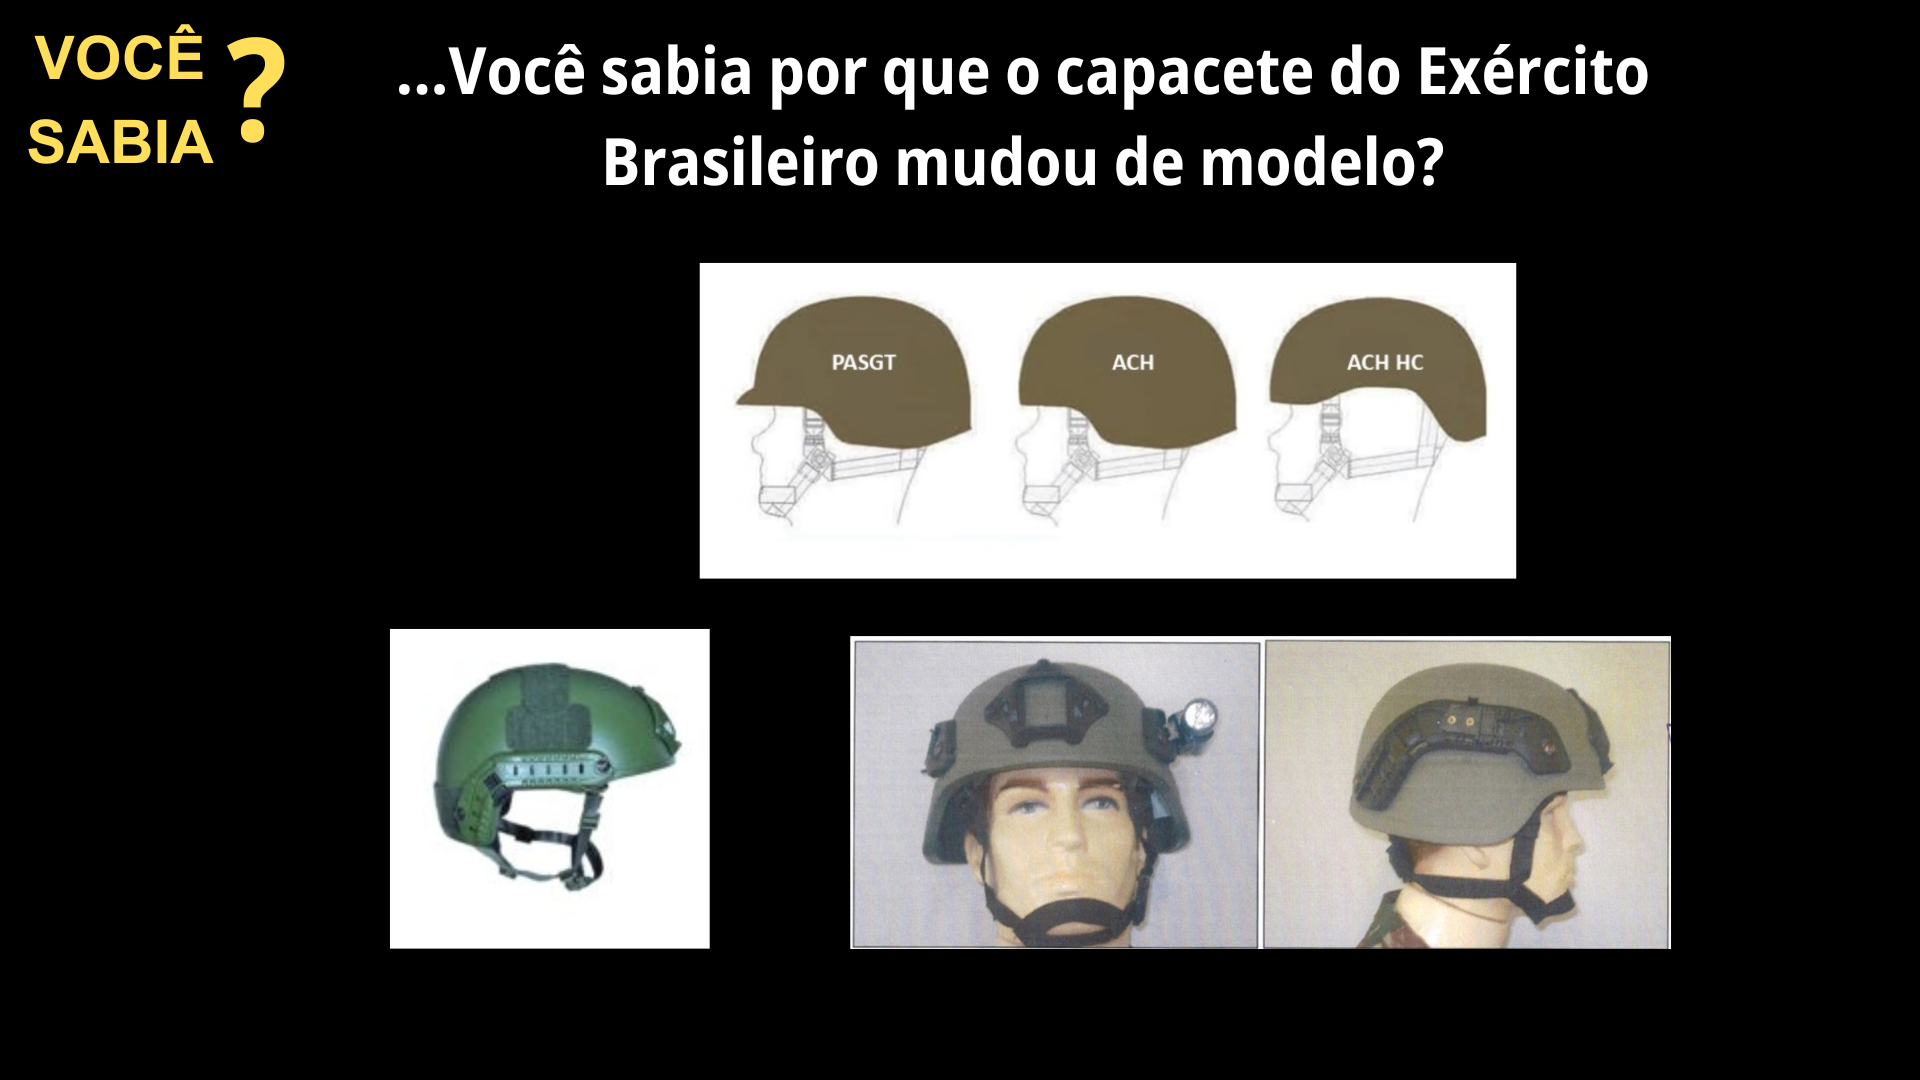 VOCÊ
SABIA
?
...Você sabia por que o capacete do Exército
Brasileiro mudou de modelo?
PASGT
ACH
ACH HC